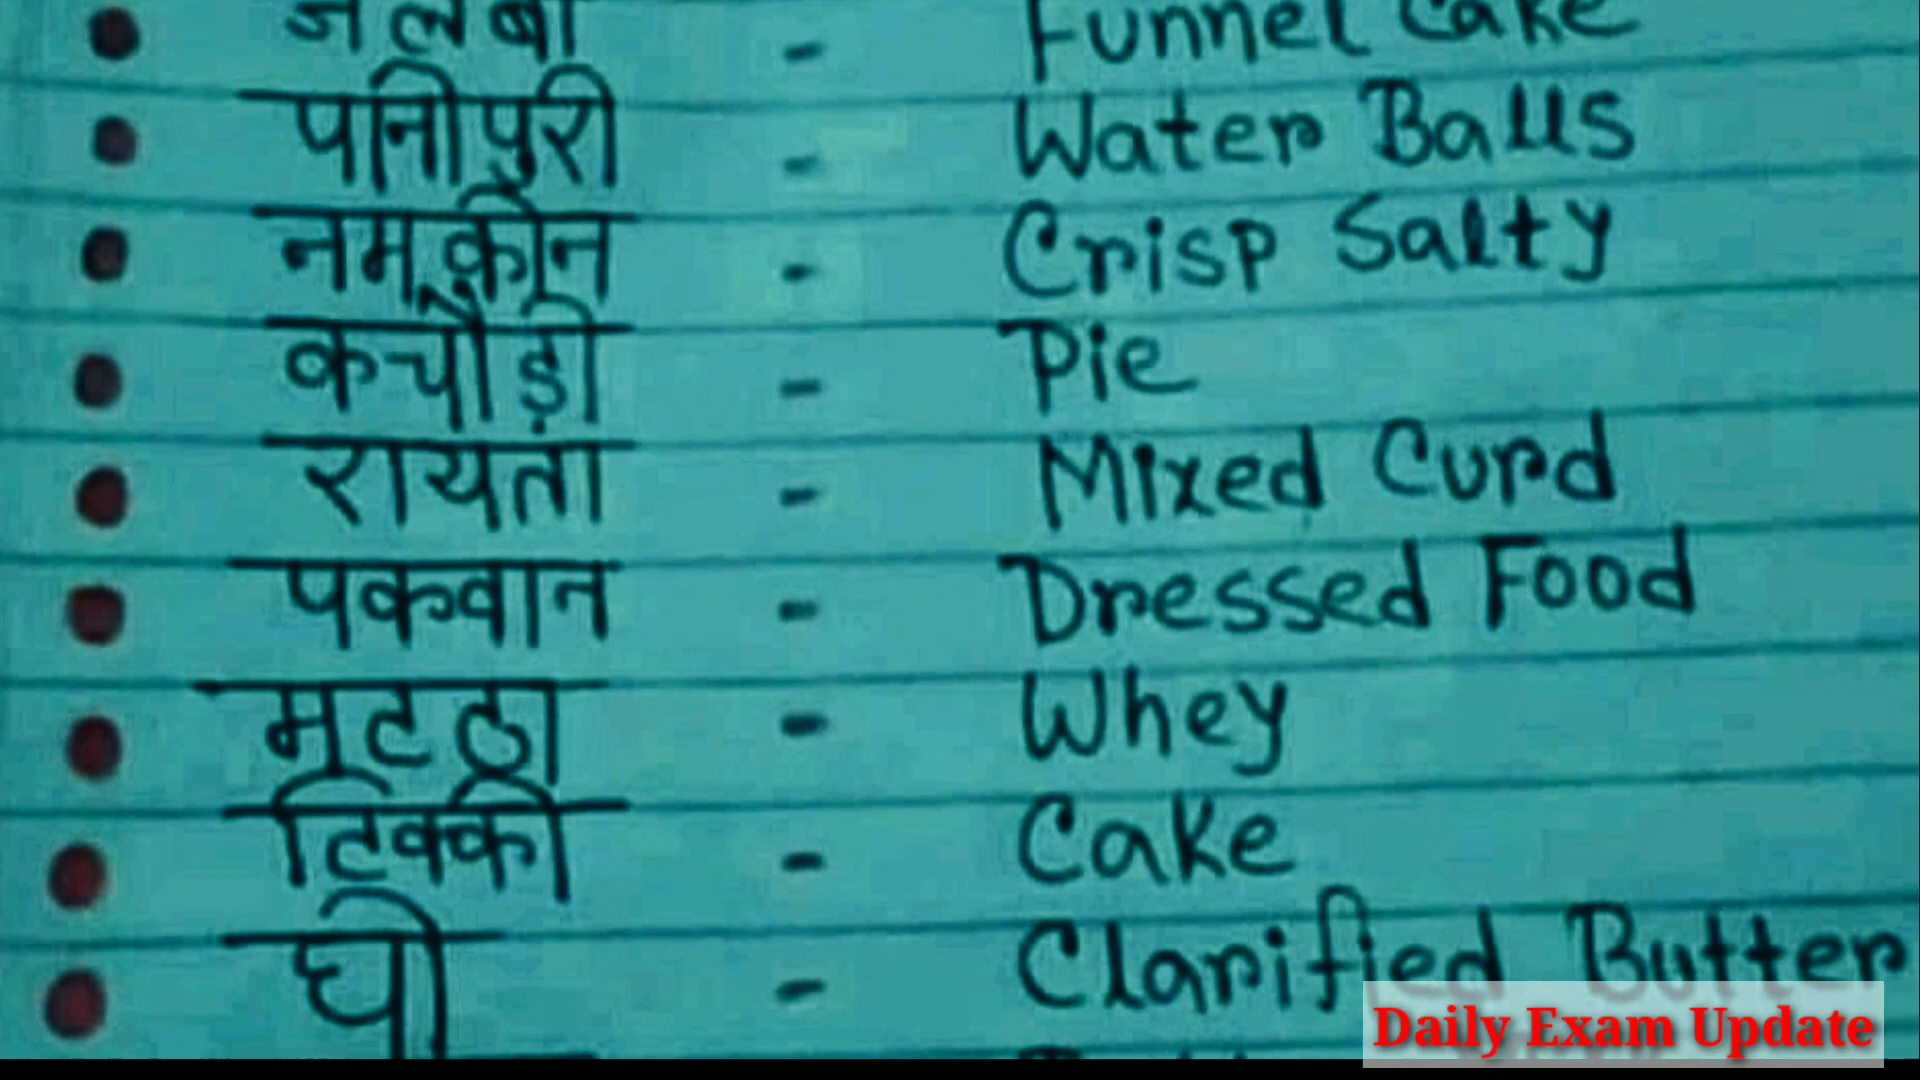 जलेबी - Funnel Cake
पानीपुरी - Water Balls
नमकीन - Crisp Salty
कचौड़ी - Pie
रायता - Mixed Curd
पकवान - Dressed Food
मटठा - Whey
टिक्की - Cake
घी - Clarified Butter
Daily Exam Update